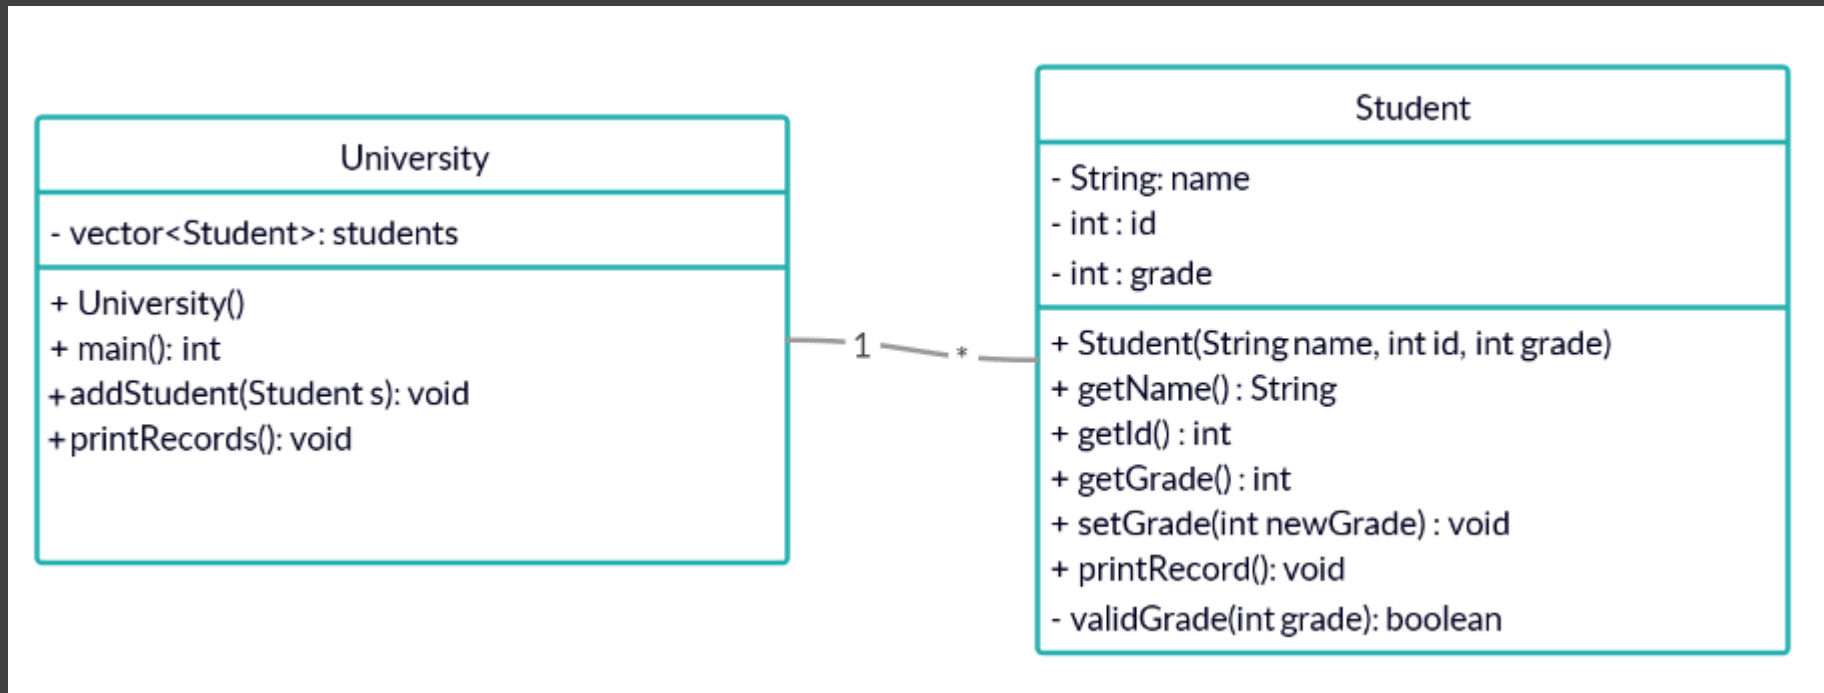 University
- vector<Student>: students
+ University()
+ main(): int
+addStudent(Student s): void
+printRecords(): void
1
*
Student
- String: name
- int : id
- int : grade
+ Student(String name, int id, int grade)
+ getName() : String
+ getId() : int
+ getGrade() : int
+ setGrade(int newGrade) : void
+ printRecord(): void
- validGrade(int grade): boolean